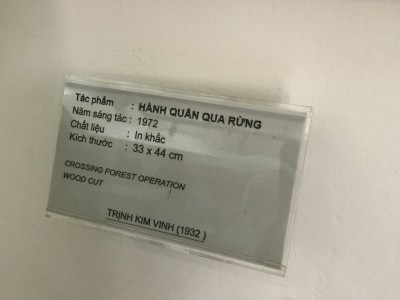 Tác phẩm : HÀNH QUÂN QUA RỪNG
Năm sáng tác : 1972
Chất liệu : In khắc
Kích thước : 33 x 44 cm
CROSSING FOREST OPERATION
WOOD CUT
TRỊNH KIM VINH (1932 )